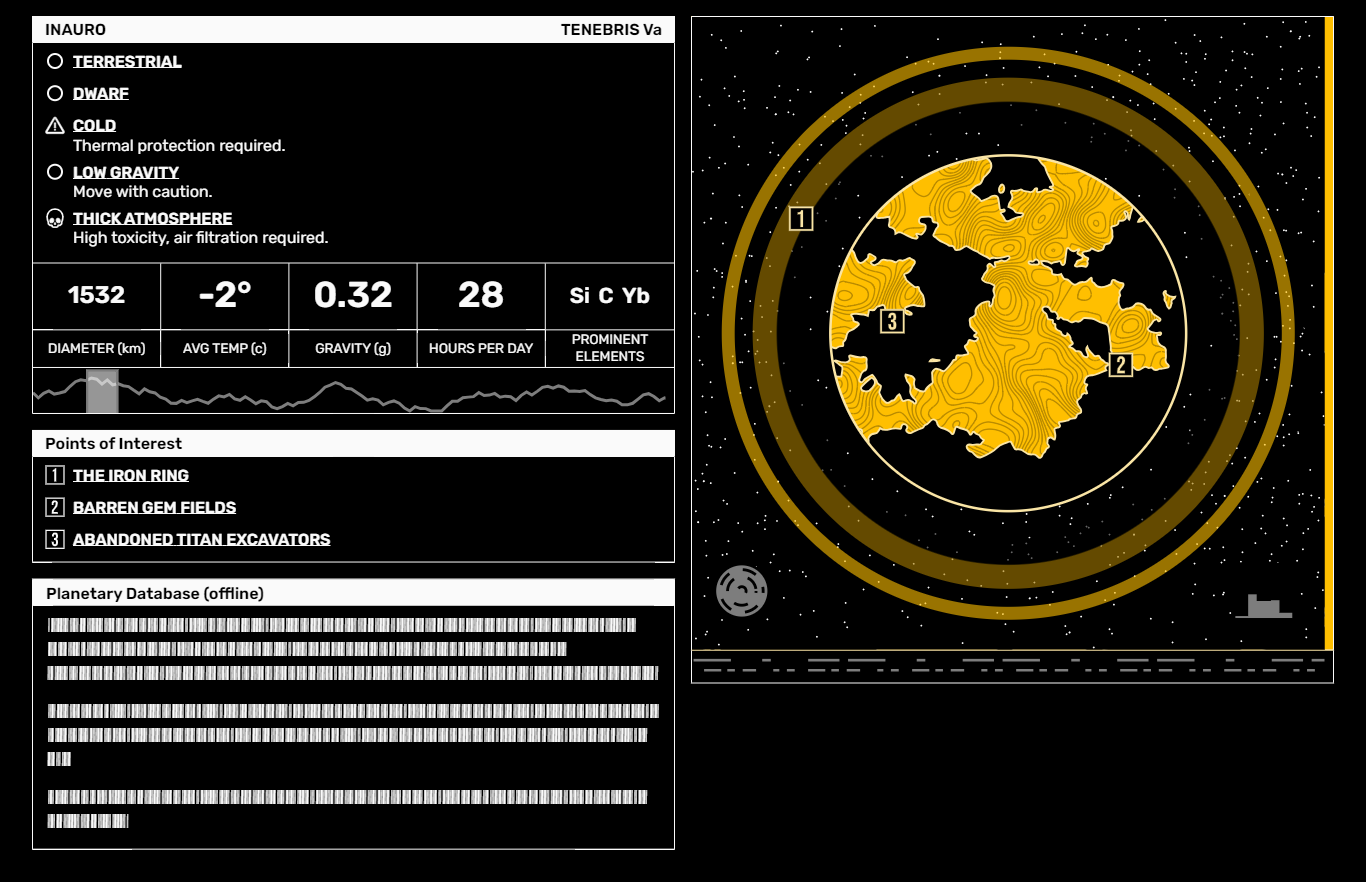 INAURO TENEBRIS Va
TERRESTRIAL
DWARF
COLD
Thermal protection required.
LOW GRAVITY
Move with caution.
THICK ATMOSPHERE
High toxicity, air filtration required.
1532 -2° 0.32 28 Si C Yb
DIAMETER (km) AVG TEMP (c) GRAVITY (g) HOURS PER DAY PROMINENT ELEMENTS
Points of Interest
1 THE IRON RING
2 BARREN GEM FIELDS
3 ABANDONED TITAN EXCAVATORS
Planetary Database (offline)
1
3
2